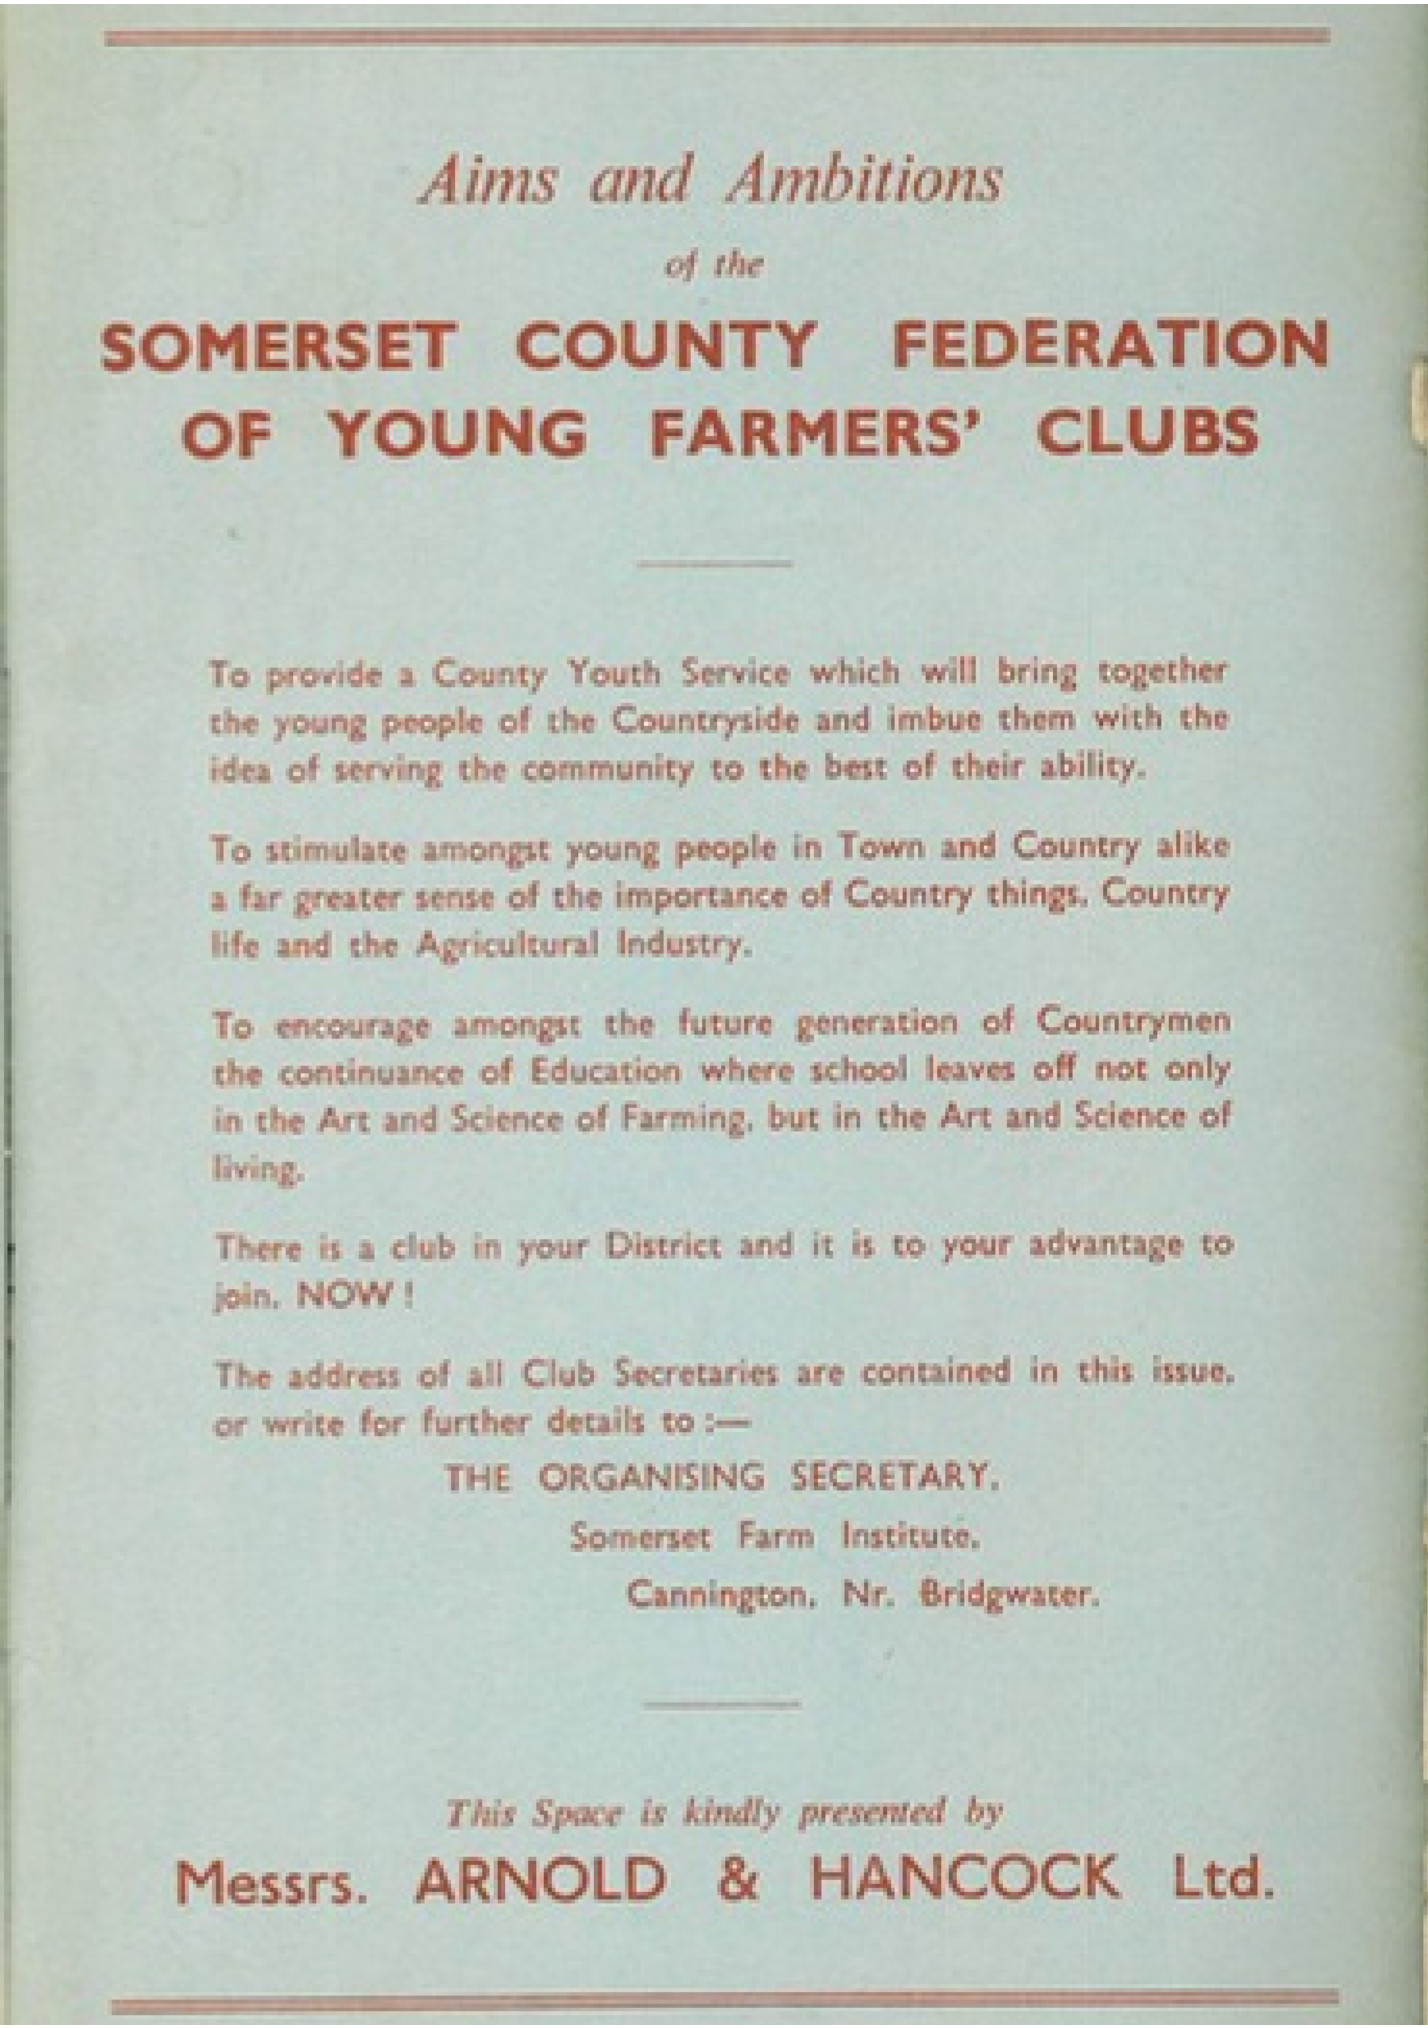 Aims and Ambitions
of the
SOMERSET COUNTY FEDERATION
OF YOUNG FARMERS' CLUBS
To provide a County Youth Service which will bring together
the young people of the Countryside and imbue them with the
idea of serving the community to the best of their ability.
To stimulate amongst young people in Town and Country alike
a far greater sense of the importance of Country things, Country
life and the Agricultural Industry.
To encourage amongst the future generation of Countrymen
the continuance of Education where school leaves off not only
in the Art and Science of Farming, but in the Art and Science of
living.
There is a club in your District and it is to your advantage to
join, NOW !
The address of all Club Secretaries are contained in this issue,
or write for further details to :—
THE ORGANISING SECRETARY,
Somerset Farm Institute,
Cannington, Nr. Bridgwater.
This Space is kindly presented by
Messrs. ARNOLD & HANCOCK Ltd.